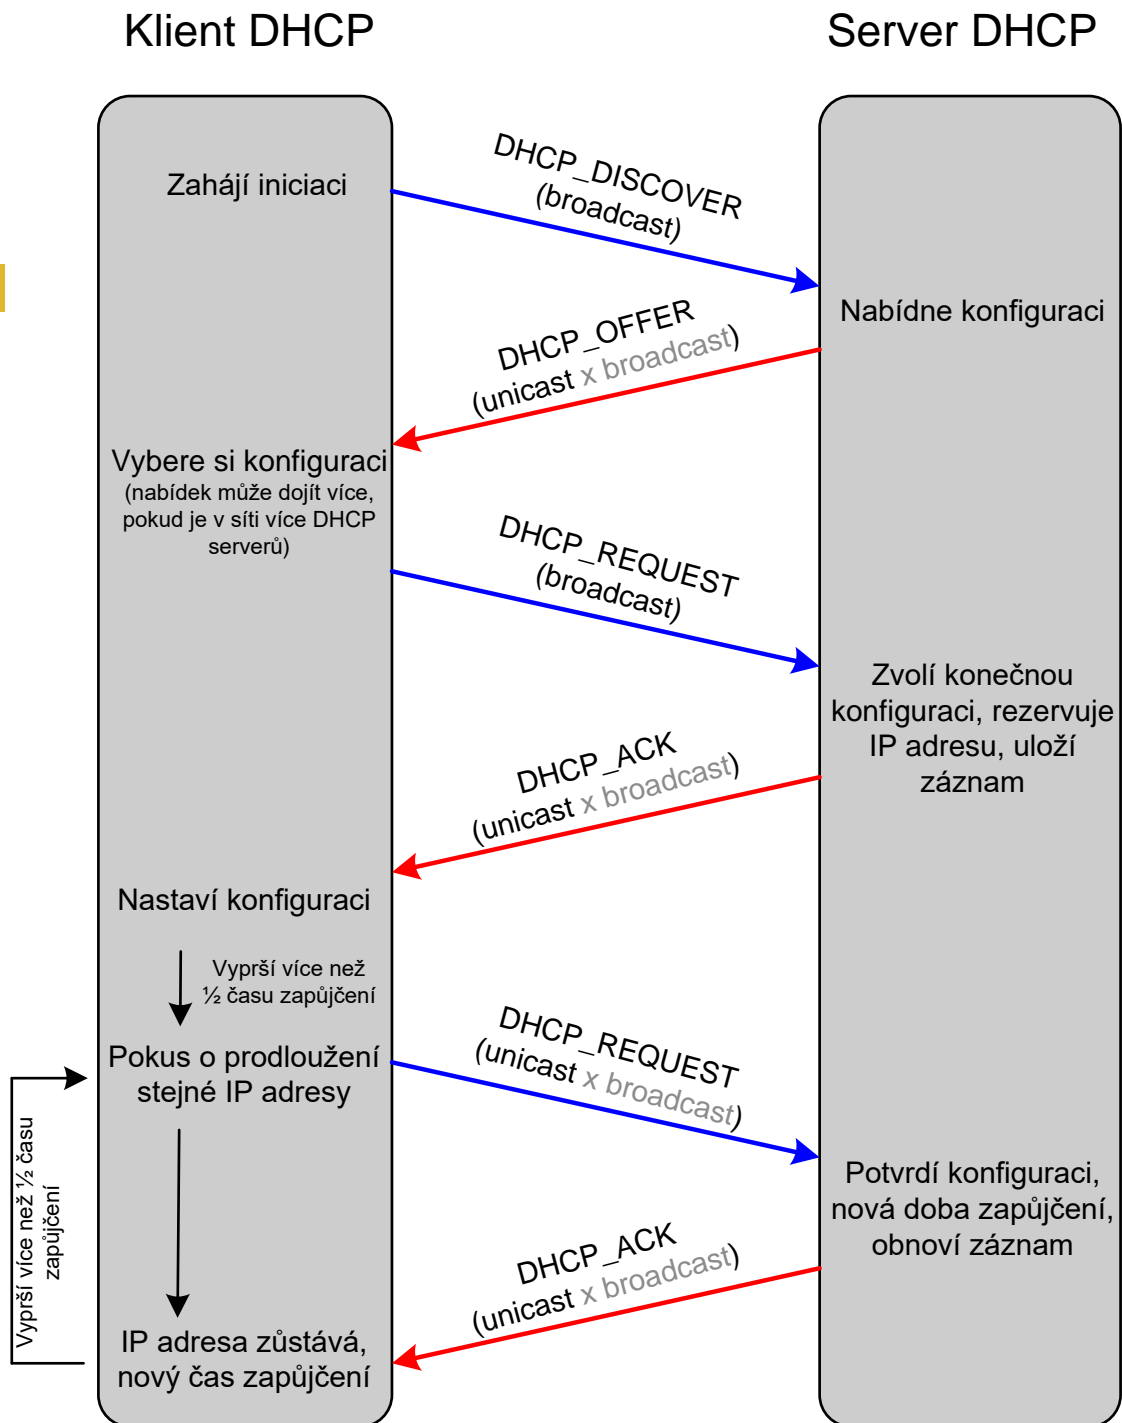 Klient DHCP
Server DHCP
Zahájí iniciaci
DHCP_DISCOVER
(broadcast)
Nabídne konfiguraci
DHCP_OFFER
(unicast x broadcast)
Vybere si konfiguraci
(nabídek může dojít více,
pokud je v síti více DHCP
serverů)
DHCP_REQUEST
(broadcast)
Zvolí konečnou
konfiguraci, rezervuje
IP adresu, uloží
záznam
DHCP_ACK
(unicast x broadcast)
Nastaví konfiguraci
Vyprší více než
½ času zapůjčení
Pokus o prodloužení
stejné IP adresy
DHCP_REQUEST
(unicast x broadcast)
Vyprší více než ½ času
zapůjčení
Potvrdí konfiguraci,
nová doba zapůjčení,
obnoví záznam
DHCP_ACK
(unicast x broadcast)
IP adresa zůstává,
nový čas zapůjčení